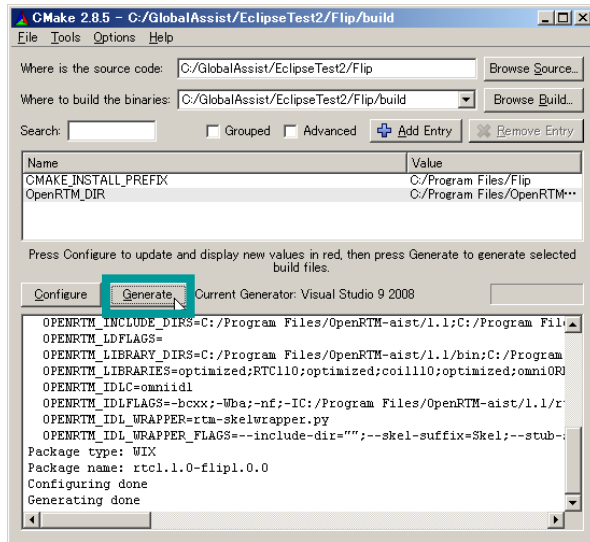 CMake 2.8.5 - C:/GlobalAssist/EclipseTest2/Flip/build
File Tools Options Help
Where is the source code: C:/GlobalAssist/EclipseTest2/Flip Browse Source...
Where to build the binaries: C:/GlobalAssist/EclipseTest2/Flip/build Browse Build...
Search: Grouped Advanced Add Entry Remove Entry
Name Value
CMAKE_INSTALL_PREFIX C:/Program Files/Flip
OpenRTM_DIR C:/Program Files/OpenRTM...
Press Configure to update and display new values in red, then press Generate to generate selected
build files.
Configure Generate Current Generator: Visual Studio 9 2008
OPENRTM_INCLUDE_DIRS=C:/Program Files/OpenRTM-aist/1.1;C:/Program
OPENRTM_LDFLAGS=
OPENRTM_LIBRARY_DIRS=C:/Program Files/OpenRTM-aist/1.1/bin;C:/Program
OPENRTM_LIBRARIES=optimized;RTC110;optimized;coil110;optimized;
OPENRTM_IDLC=omniidl
OPENRTM_IDLFLAGS=-bcxx;-Wba;-nf;-IC:/Program Files/OpenRTM-aist/1.1/
OPENRTM_IDL_WRAPPER=rtm-skelwrapper.py
OPENRTM_IDL_WRAPPER_FLAGS=--include-dir="";--skel-suffix=Skel;--stub-
Package type: WIX
Package name: rtc1.1.0-flip1.0.0
Configuring done
Generating done